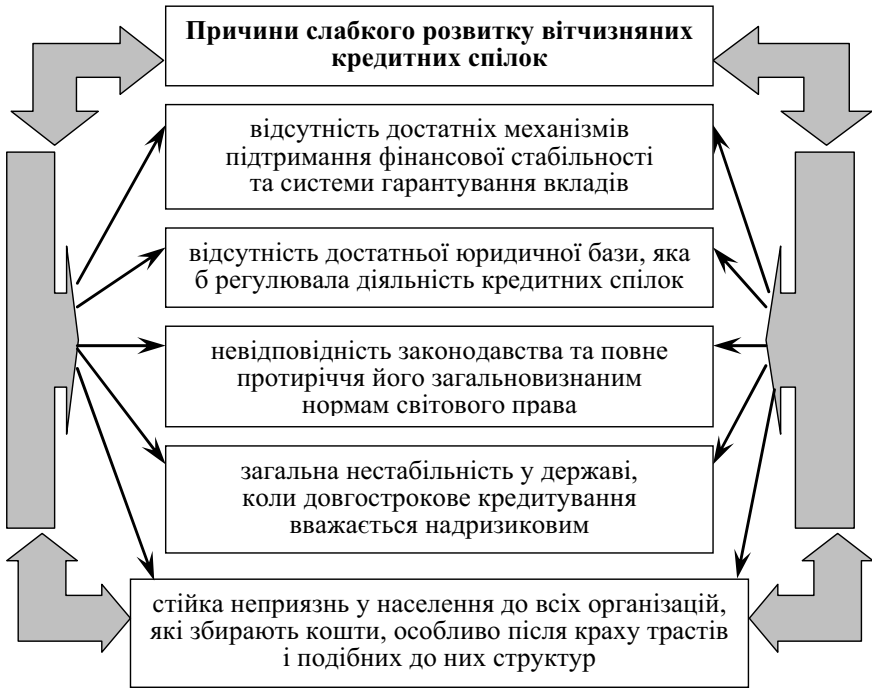 Причини слабкого розвитку вітчизняних
кредитних спілок
відсутність достатніх механізмів
підтримання фінансової стабільності
та системи гарантування вкладів
відсутність достатньої юридичної бази, яка
б регулювала діяльність кредитних спілок
невідповідність законодавства та повне
протиріччя його загальновизнаним
нормам світового права
загальна нестабільність у державі,
коли довгострокове кредитування
вважається надризиковим
стійка неприязнь у населення до всіх організацій,
які збирають кошти, особливо після краху трастів
і подібних до них структур